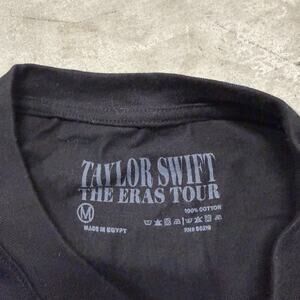 TAYLOR SWIFT
THE ERAS TOUR
M
100% COTTON
MADE IN EGYPT